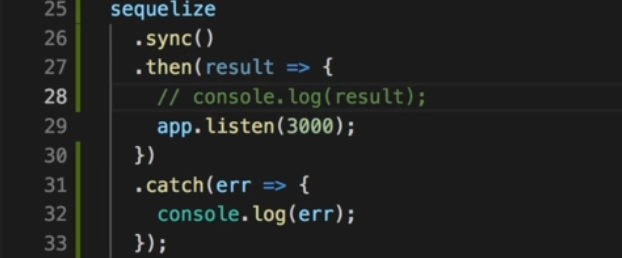 25 sequelize
26 .sync()
27 .then(result => {
28 // console.log(result);
29 app.listen(3000);
30 })
31 .catch(err => {
32 console.log(err);
33 });